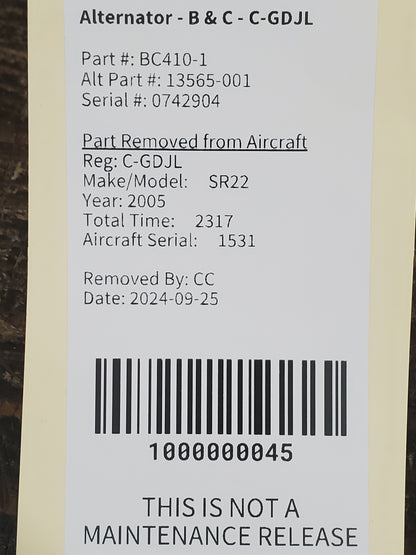 Alternator - B & C - C-GDJL
Part #: BC410-1
Alt Part #: 13565-001
Serial #: 0742904
Part Removed from Aircraft
Reg: C-GDJL
Make/Model: SR22
Year: 2005
Total Time: 2317
Aircraft Serial: 1531
Removed By: CC
Date: 2024-09-25
1000000045
THIS IS NOT A
MAINTENANCE RELEASE